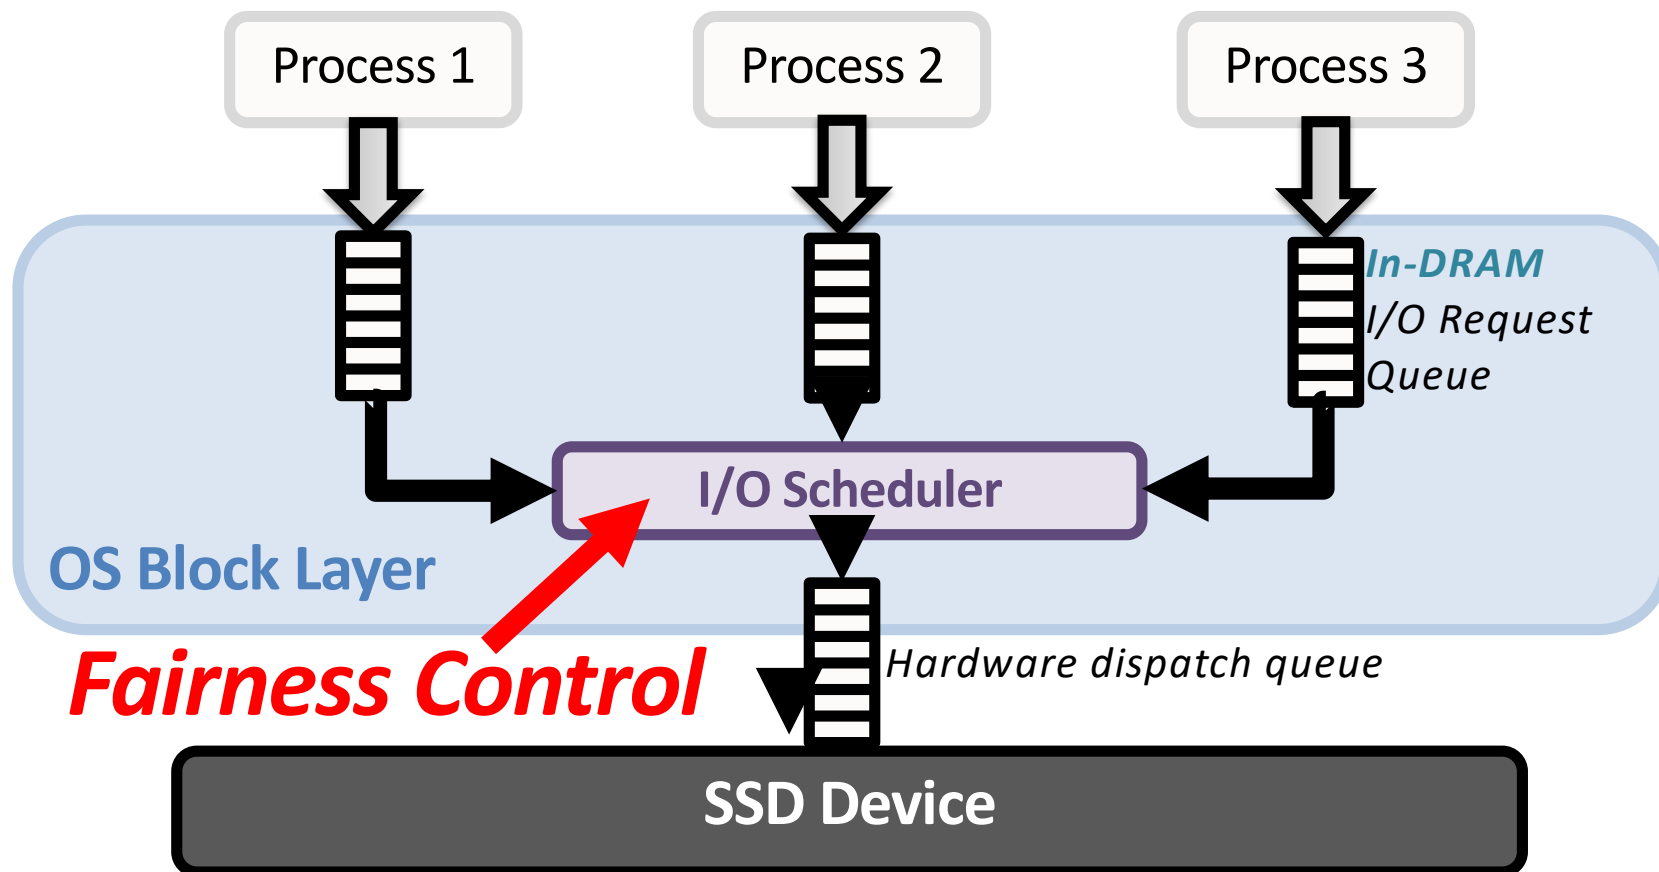 Process 1
Process 2
Process 3
In-DRAM
I/O Request
Queue
I/O Scheduler
OS Block Layer
Fairness Control
Hardware dispatch queue
SSD Device